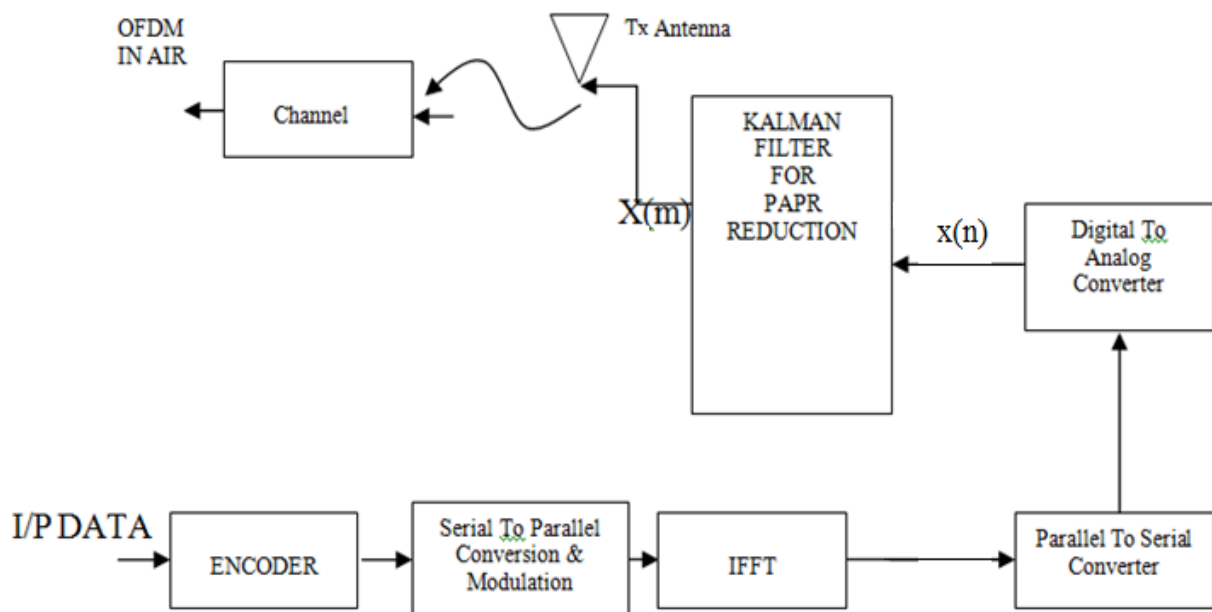 OFDM
IN AIR
Tx Antenna
Channel
KALMAN
FILTER
FOR
PAPR
REDUCTION
X(m)
x(n)
Digital To
Analog
Converter
I/P DATA
ENCODER
Serial To Parallel
Conversion &
Modulation
IFFT
Parallel To Serial
Converter